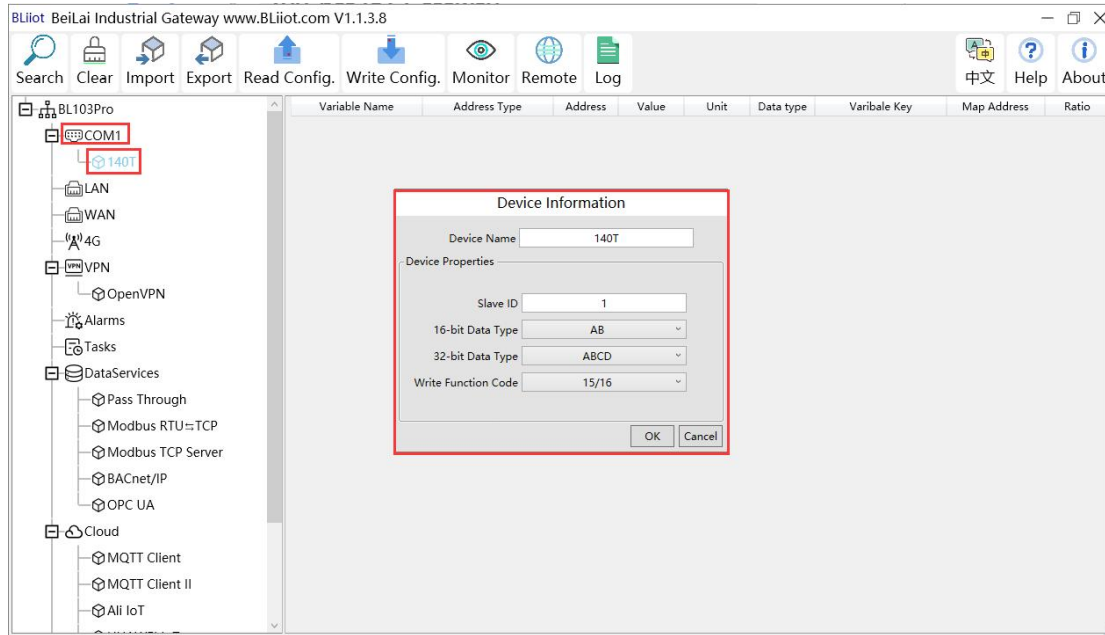 BLiiot BeiLai Industrial Gateway www.BLiiot.com V1.1.3.8
Search Clear Import Export Read Config. Write Config. Monitor Remote Log 中文 Help About
BL103Pro
COM1
140T
LAN
WAN
4G
VPN
OpenVPN
Alarms
Tasks
DataServices
Pass Through
Modbus RTU⇆TCP
Modbus TCP Server
BACnet/IP
OPC UA
Cloud
MQTT Client
MQTT Client II
Ali IoT
Variable Name Address Type Address Value Unit Data type Varibale Key Map Address Ratio
Device Information
Device Name 140T
Device Properties
Slave ID 1
16-bit Data Type AB
32-bit Data Type ABCD
Write Function Code 15/16
OK Cancel